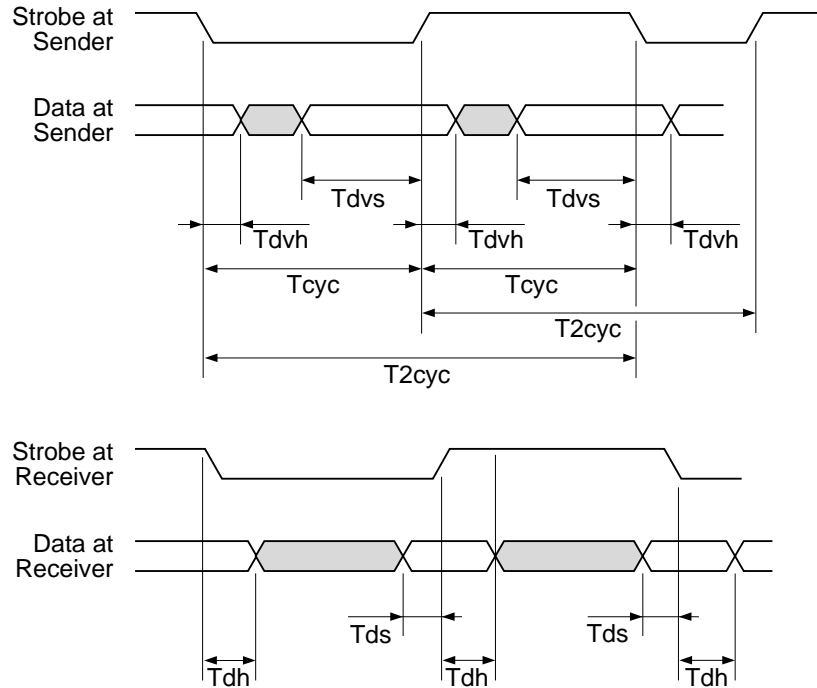 Strobe at
Sender
Data at
Sender
Tdvs
Tdvs
Tdvh
Tdvh
Tdvh
Tcyc
Tcyc
T2cyc
T2cyc
Strobe at
Receiver
Data at
Receiver
Tds
Tds
Tdh
Tdh
Tdh